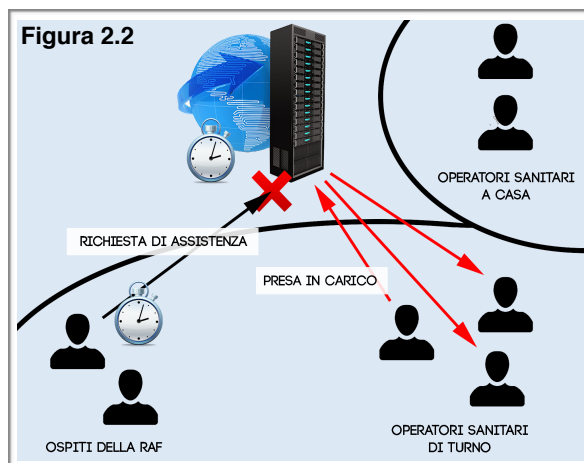 Figura 2.2
OPERATORI SANITARI
A CASA
RICHIESTA DI ASSISTENZA
PRESA IN CARICO
OPERATORI SANITARI
DI TURNO
OSPITI DELLA RAF